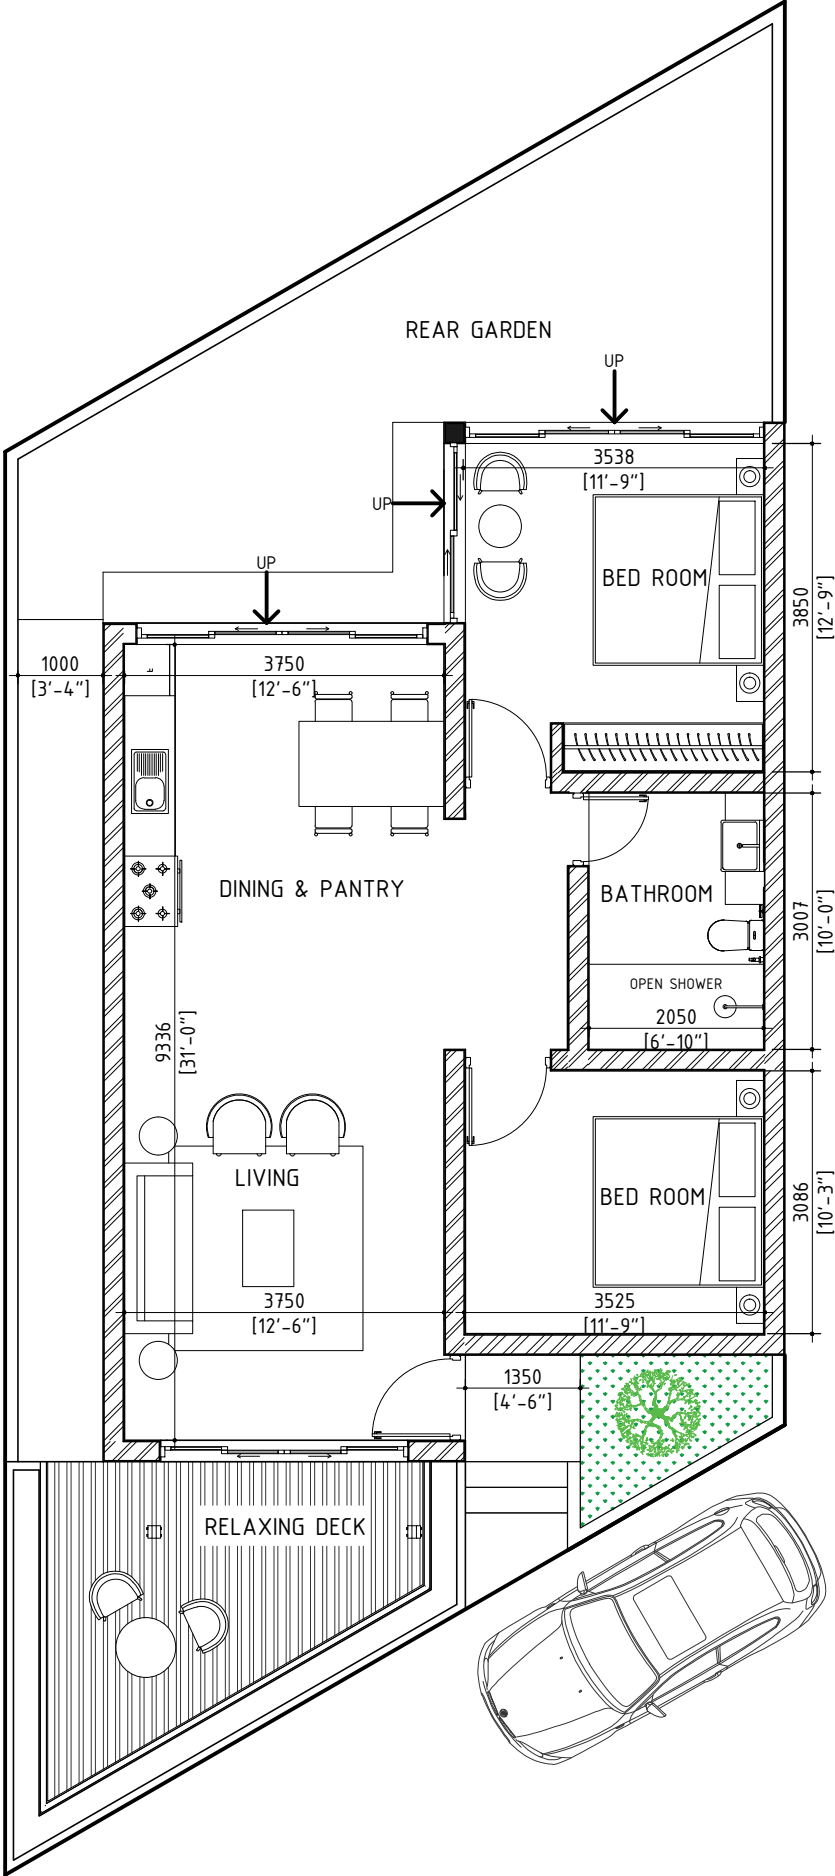 REAR GARDEN
UP
3538
[11'-9"]
UP
BED ROOM
3850
[12'-9"]
UP
1000
[3'-4"]
3750
[12'-6"]
DINING & PANTRY
BATHROOM
3007
[10'-0"]
OPEN SHOWER
2050
[6'-10"]
9336
[31'-0"]
LIVING
BED ROOM
3086
[10'-3"]
3750
[12'-6"]
3525
[11'-9"]
1350
[4'-6"]
RELAXING DECK